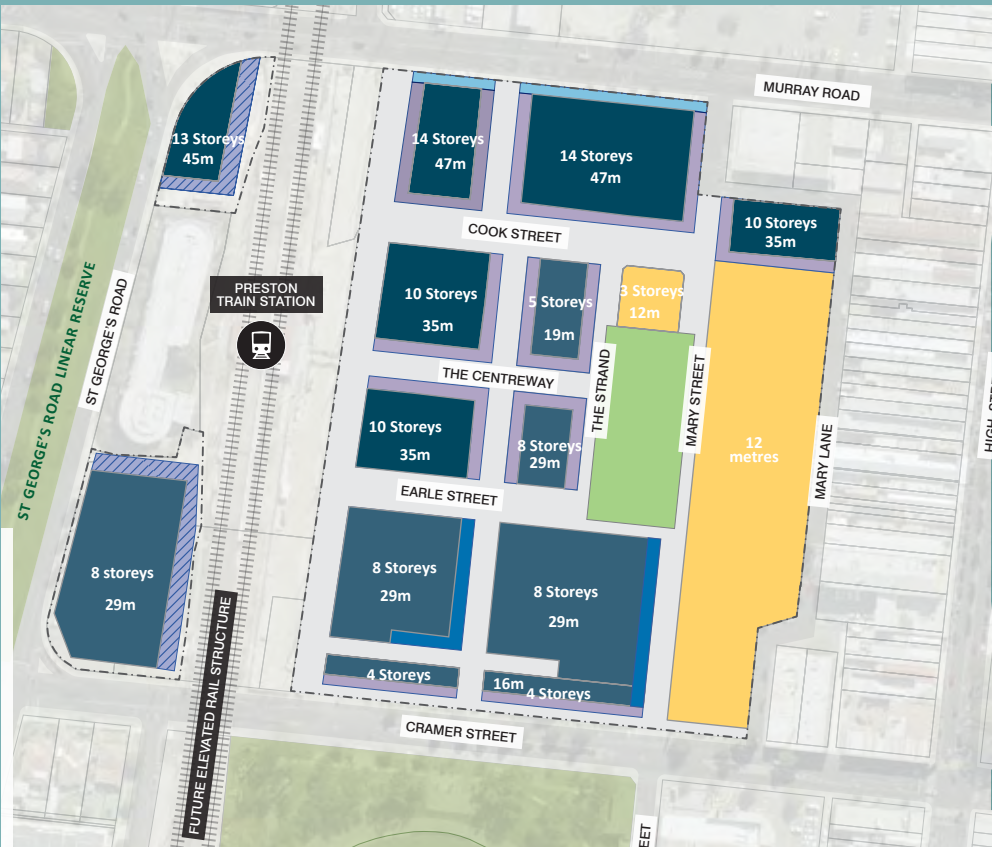 MURRAY ROAD
13 Storeys
45m
14 Storeys
47m
14 Storeys
47m
10 Storeys
35m
COOK STREET
PRESTON
TRAIN STATION
10 Storeys
35m
5 Storeys
19m
3 Storeys
12m
ST GEORGE'S ROAD LINEAR RESERVE
ST GEORGE'S ROAD
THE CENTREWAY
THE STRAND
MARY STREET
MARY LANE
10 Storeys
35m
8 Storeys
29m
12
metres
EARLE STREET
8 storeys
29m
8 Storeys
29m
8 Storeys
29m
4 Storeys
16m
4 Storeys
FUTURE ELEVATED RAIL STRUCTURE
CRAMER STREET